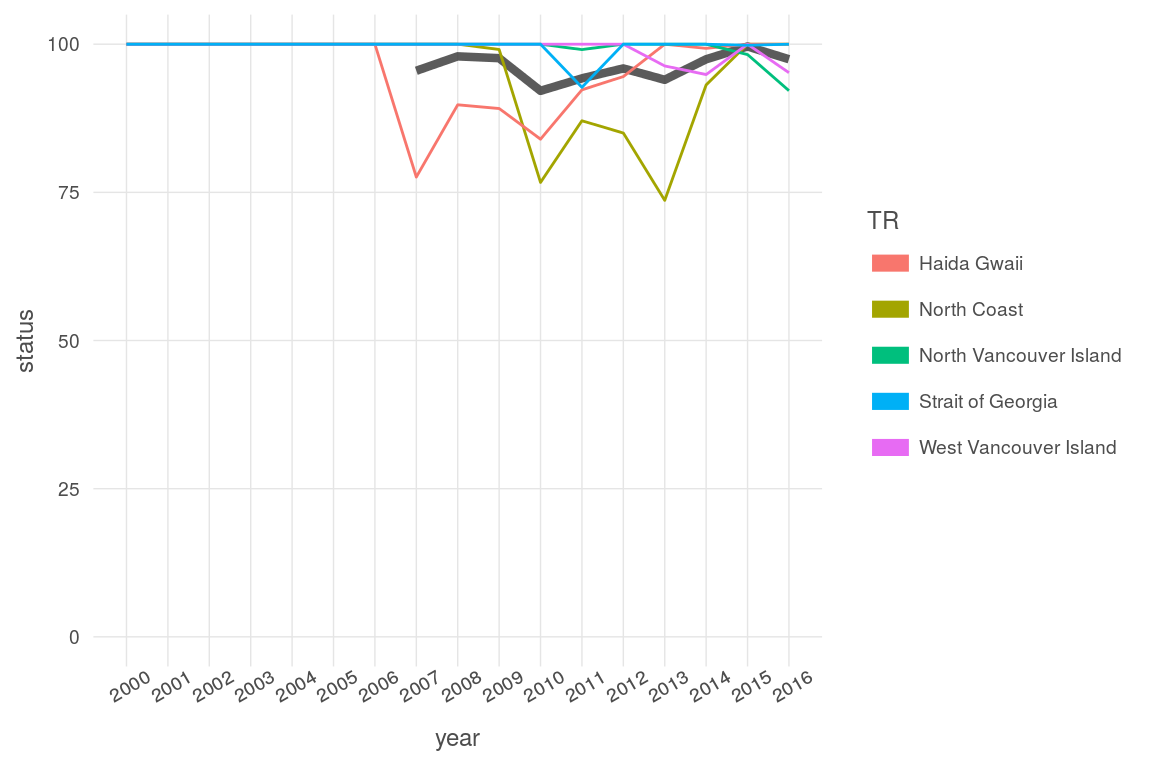 100
75
50
25
0
status
2000
2001
2002
2003
2004
2005
2006
2007
2008
2009
2010
2011
2012
2013
2014
2015
2016
year
TR
Haida Gwaii
North Coast
North Vancouver Island
Strait of Georgia
West Vancouver Island